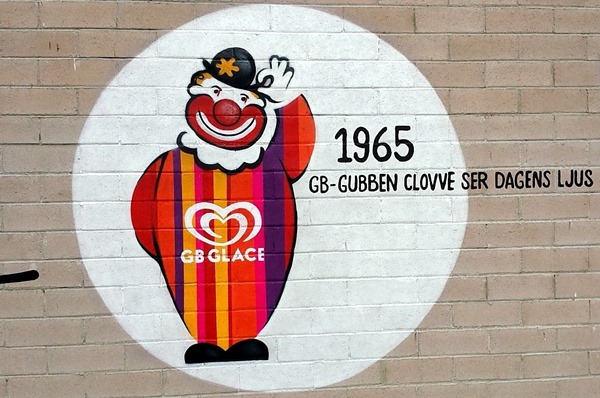 1965
GB-GUBBEN CLOVVE SER DAGENS LJUS
GB GLACE